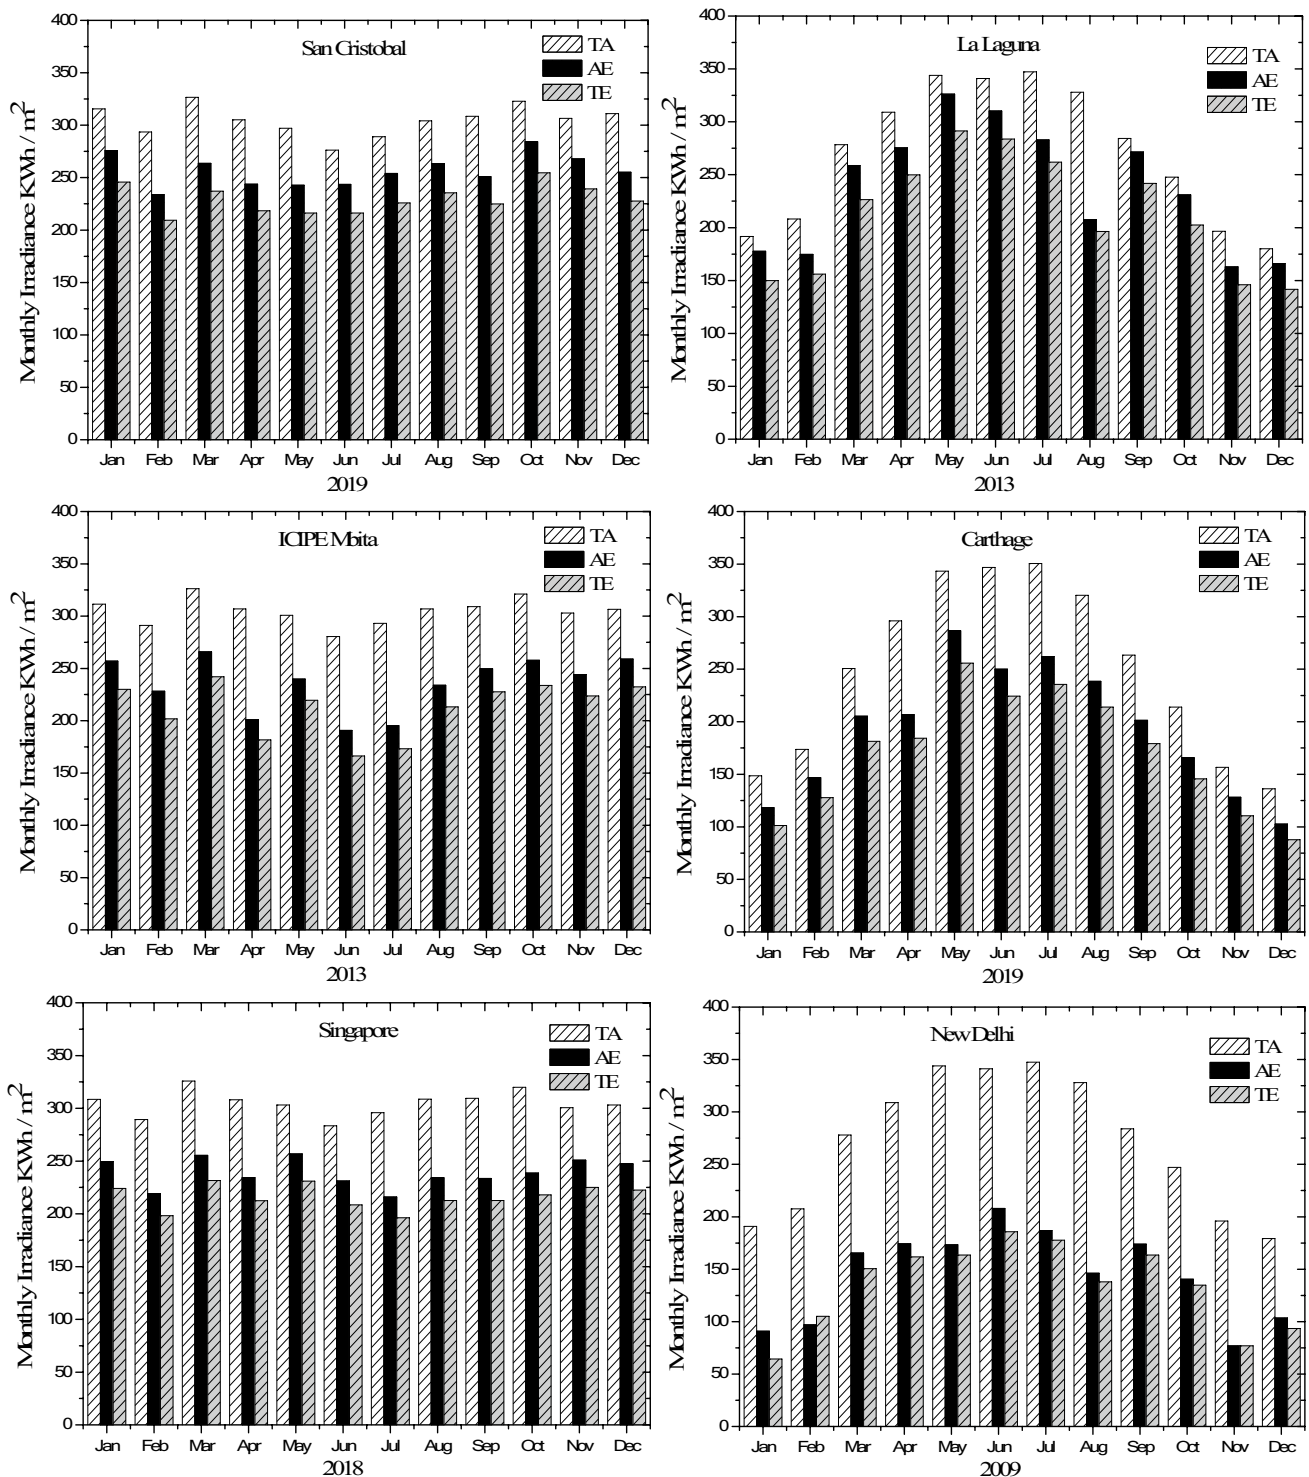 San Cristobal
TA
AE
TE
Monthly Irradiance KWh / m²
400
350
300
250
200
150
100
50
0
Jan Feb Mar Apr May Jun Jul Aug Sep Oct Nov Dec
2019
La Laguna
TA
AE
TE
Monthly Irradiance KWh / m²
400
350
300
250
200
150
100
50
0
Jan Feb Mar Apr May Jun Jul Aug Sep Oct Nov Dec
2013
ICIPE Mbita
TA
AE
TE
Monthly Irradiance KWh / m²
400
350
300
250
200
150
100
50
0
Jan Feb Mar Apr May Jun Jul Aug Sep Oct Nov Dec
2013
Carthage
TA
AE
TE
Monthly Irradiance KWh / m²
400
350
300
250
200
150
100
50
0
Jan Feb Mar Apr May Jun Jul Aug Sep Oct Nov Dec
2019
Singapore
TA
AE
TE
Monthly Irradiance KWh / m²
400
350
300
250
200
150
100
50
0
Jan Feb Mar Apr May Jun Jul Aug Sep Oct Nov Dec
2018
New Delhi
TA
AE
TE
Monthly Irradiance KWh / m²
400
350
300
250
200
150
100
50
0
Jan Feb Mar Apr May Jun Jul Aug Sep Oct Nov Dec
2009